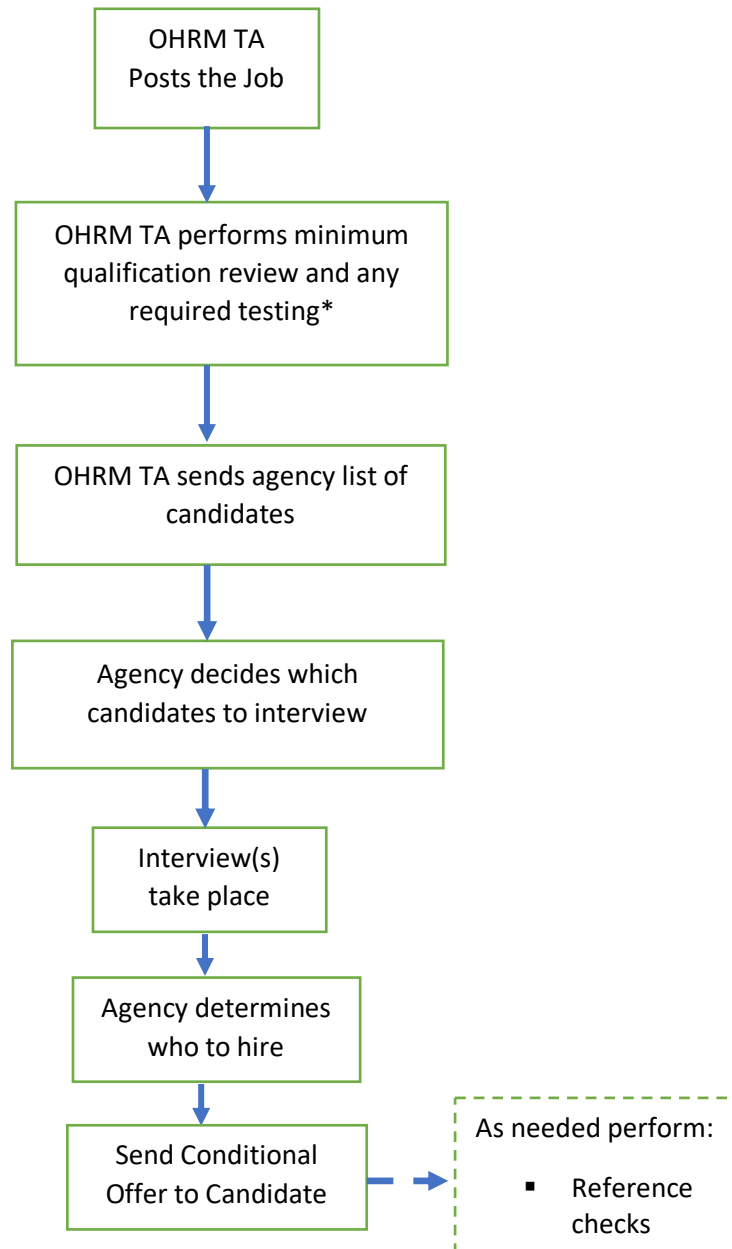 OHRM TA
Posts the Job
OHRM TA performs minimum
qualification review and any
required testing*
OHRM TA sends agency list of
candidates
Agency decides which
candidates to interview
Interview(s)
take place
Agency determines
who to hire
Send Conditional
Offer to Candidate
As needed perform:
▪ Reference
checks